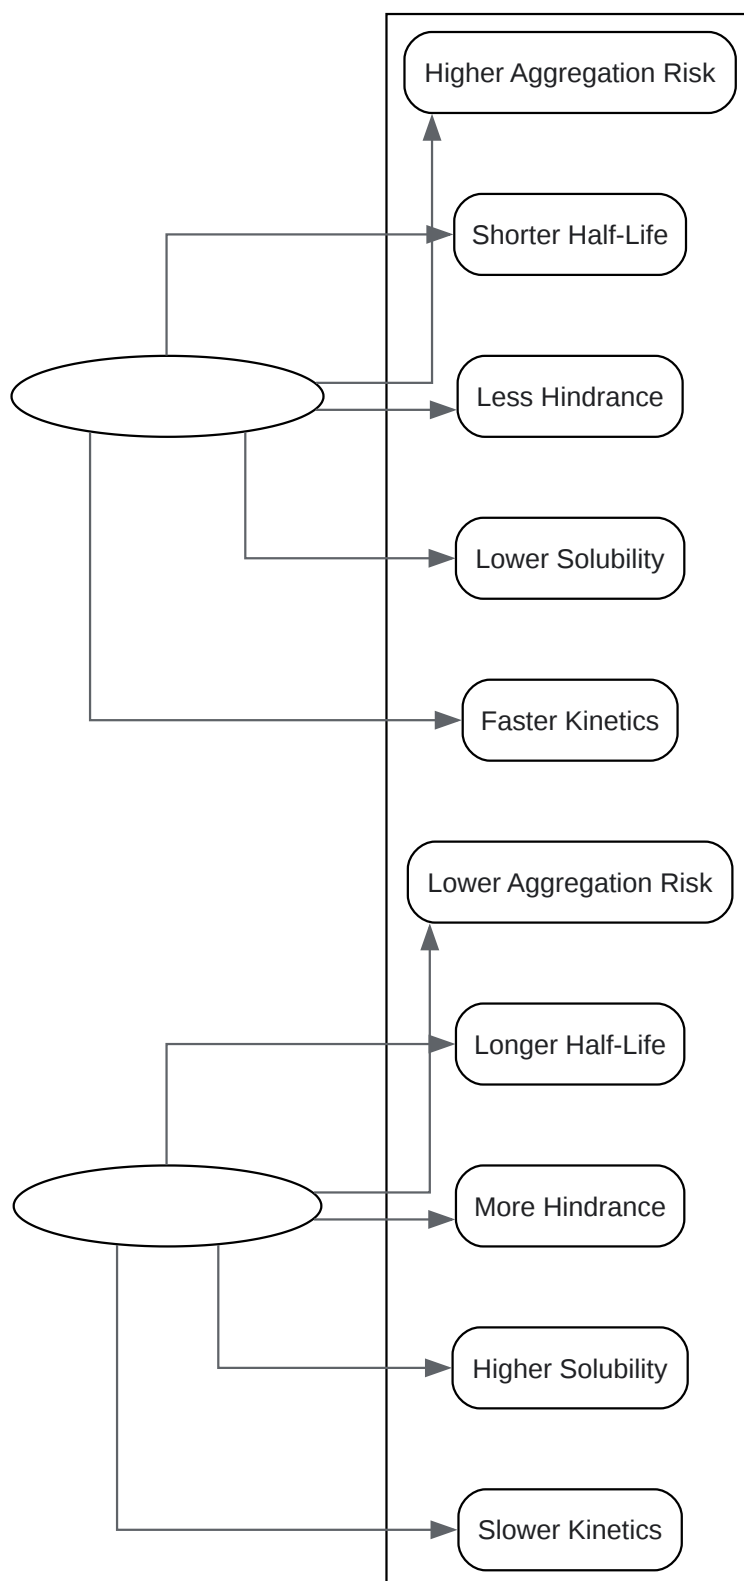 Higher Aggregation Risk
Shorter Half-Life
Less Hindrance
Lower Solubility
Faster Kinetics
Lower Aggregation Risk
Longer Half-Life
More Hindrance
Higher Solubility
Slower Kinetics